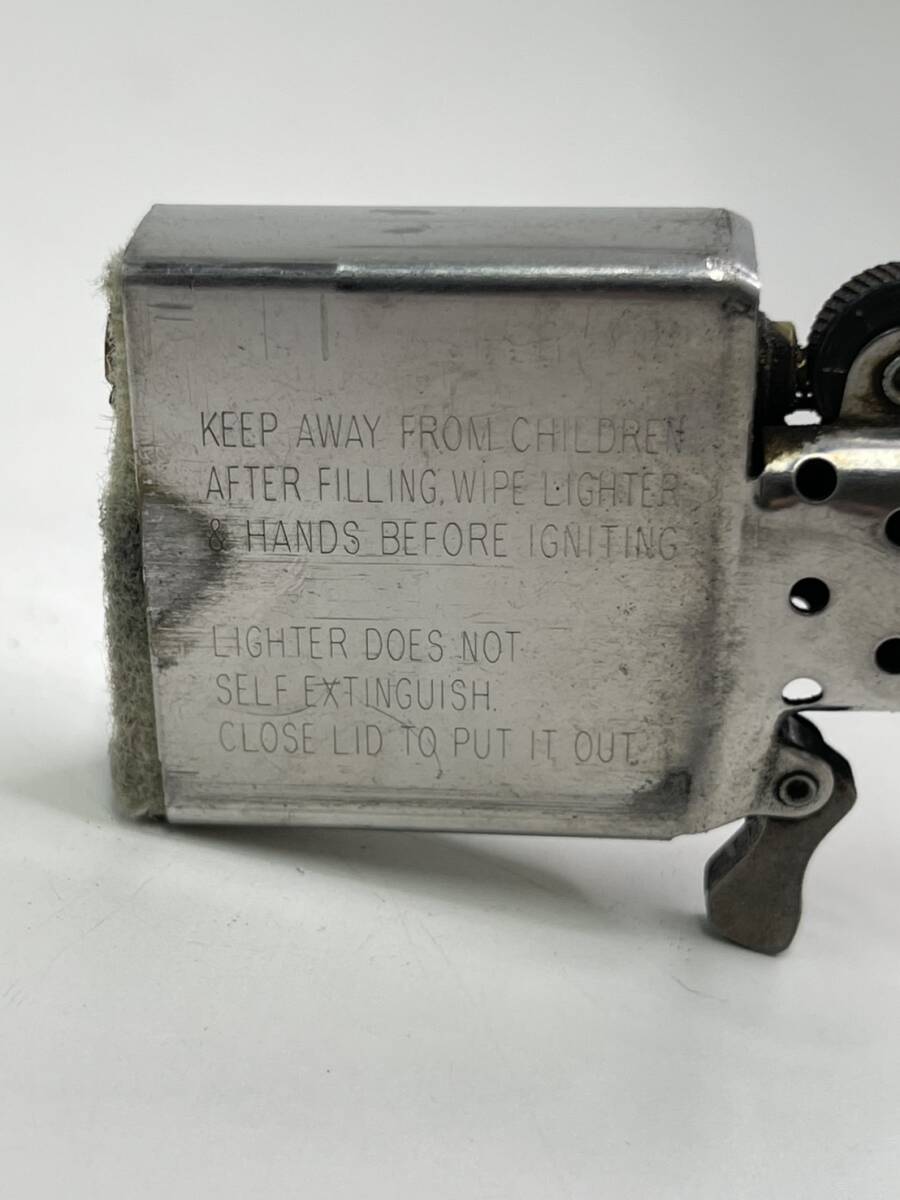 KEEP AWAY FROM CHILDREN
AFTER FILLING, WIPE LIGHTER
& HANDS BEFORE IGNITING
LIGHTER DOES NOT
SELF EXTINGUISH.
CLOSE LID TO PUT IT OUT.